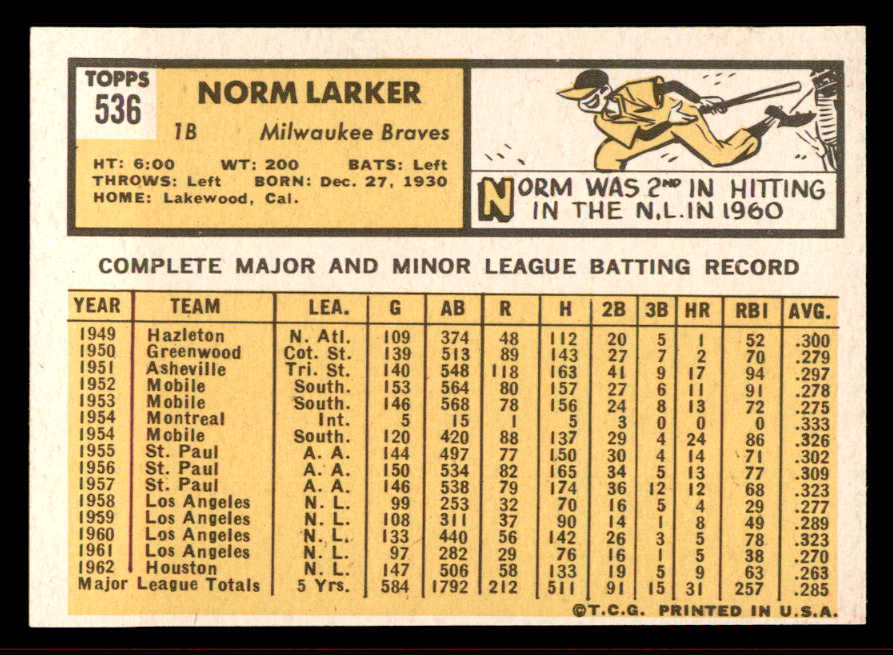 TOPPS
536
NORM LARKER
1B Milwaukee Braves
HT: 6:00 WT: 200 BATS: Left
THROWS: Left BORN: Dec. 27, 1930
HOME: Lakewood, Cal.
NORM WAS 2ND IN HITTING
IN THE N.L. IN 1960
COMPLETE MAJOR AND MINOR LEAGUE BATTING RECORD
YEAR TEAM LEA. G AB R H 2B 3B HR RBI AVG.
1949 Hazleton N. Atl. 109 374 48 112 20 5 1 52 .300
1950 Greenwood Cot. St. 139 513 89 143 27 7 2 70 .279
1951 Asheville Tri. St. 140 548 118 163 41 9 17 94 .297
1952 Mobile South. 153 564 80 157 27 6 11 91 .278
1953 Mobile South. 146 568 78 156 24 8 13 72 .275
1954 Montreal Int. 5 15 1 5 3 0 0 0 .333
1954 Mobile South. 120 420 88 137 29 4 24 86 .326
1955 St. Paul A. A. 144 497 77 150 30 4 14 71 .302
1956 St. Paul A. A. 150 534 82 165 34 5 13 77 .309
1957 St. Paul A. A. 146 538 79 174 36 12 12 68 .323
1958 Los Angeles N. L. 99 253 32 70 16 5 4 29 .277
1959 Los Angeles N. L. 108 311 37 90 14 1 8 49 .289
1960 Los Angeles N. L. 133 440 56 142 26 3 5 78 .323
1961 Los Angeles N. L. 97 282 29 76 16 1 5 38 .270
1962 Houston N. L. 147 506 58 133 19 5 9 63 .263
Major League Totals 5 Yrs. 584 1792 212 511 91 15 31 257 .285
©T.C.G. PRINTED IN U.S.A.